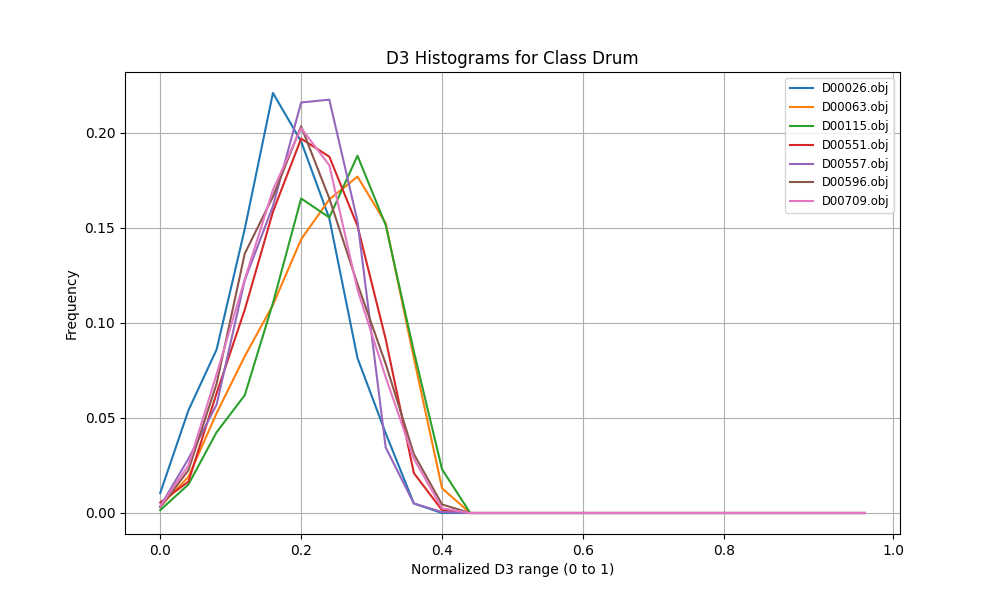 D3 Histograms for Class Drum
D00026.obj
D00063.obj
D00115.obj
D00551.obj
D00557.obj
D00596.obj
D00709.obj
Frequency
0.20
0.15
0.10
0.05
0.00
0.0 0.2 0.4 0.6 0.8 1.0
Normalized D3 range (0 to 1)